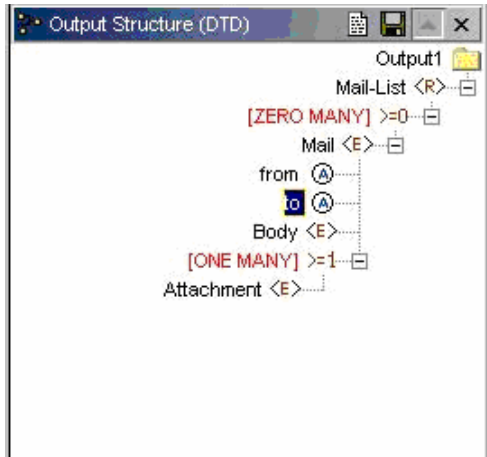 Output Structure (DTD)
Output1
Mail-List <R>
[ZERO MANY] >=0
Mail <E>
from A
to A
Body <E>
[ONE MANY] >=1
Attachment <E>